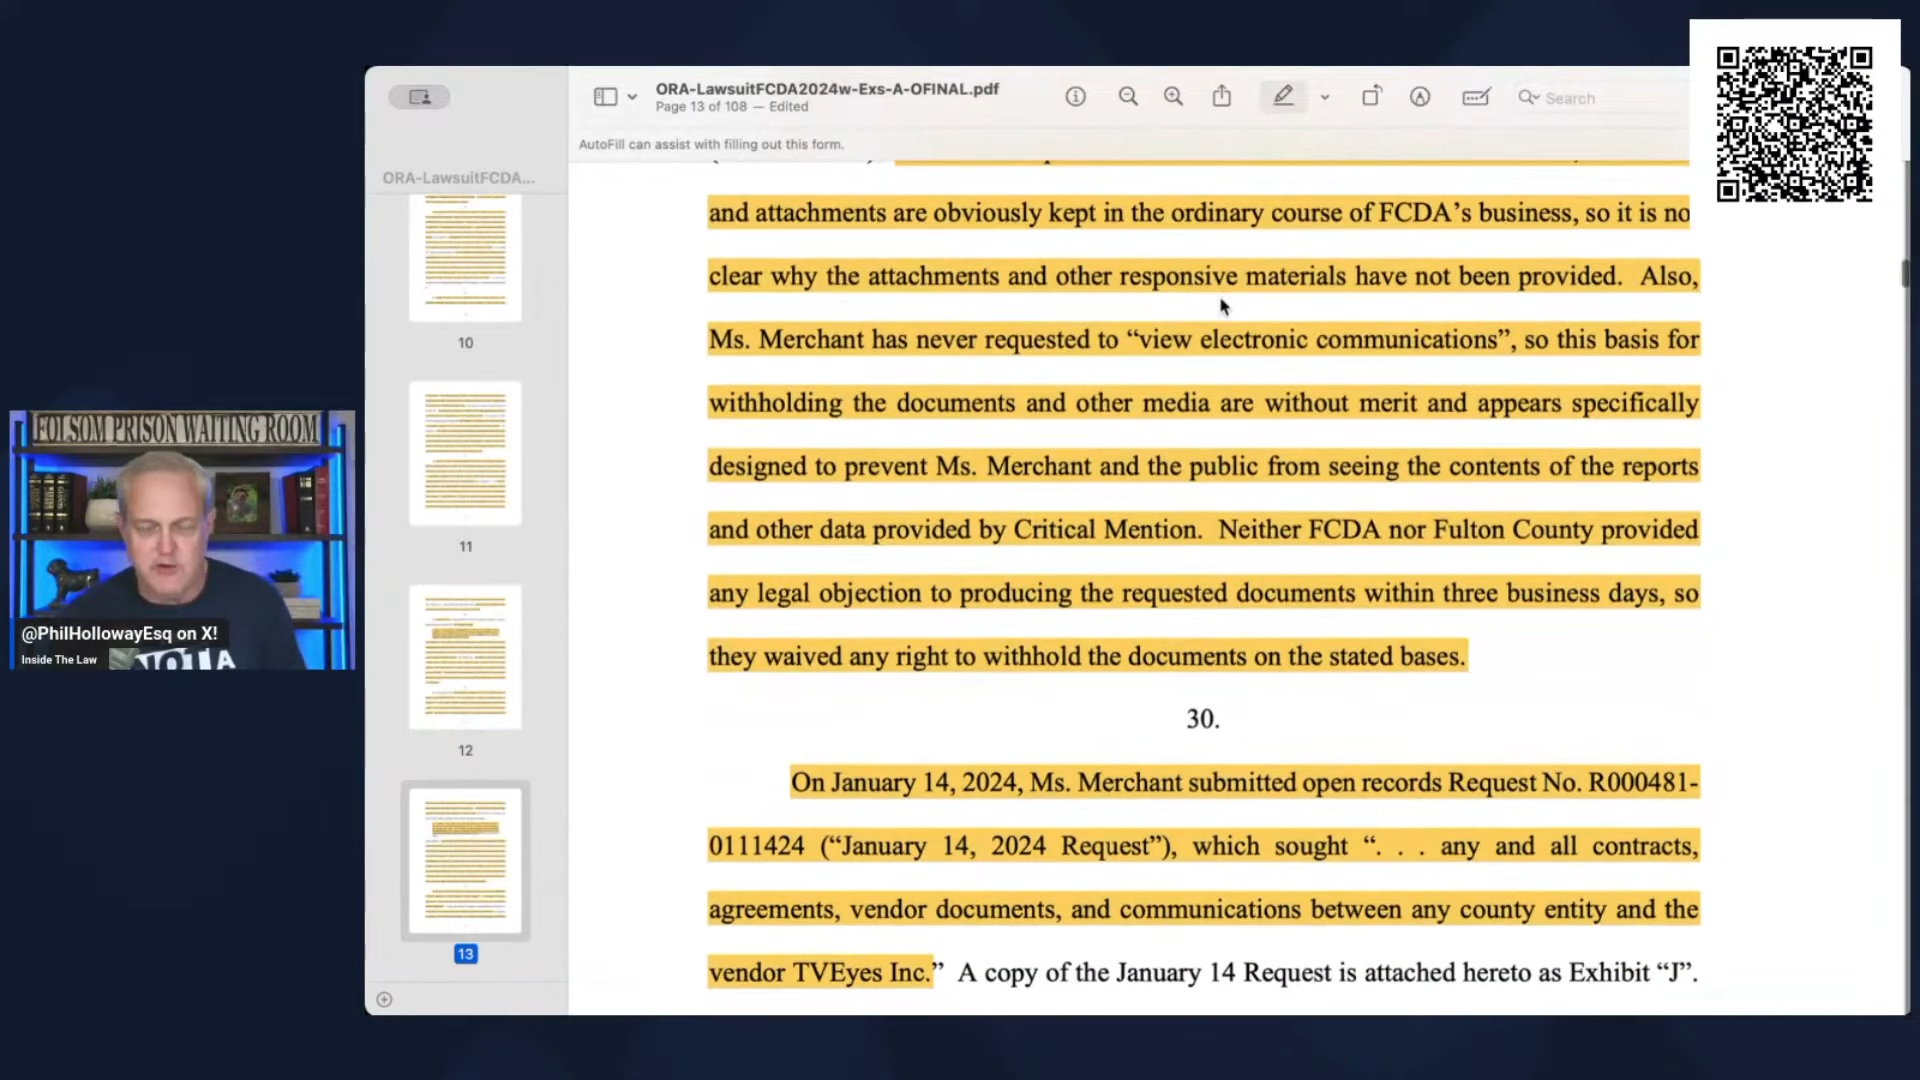 ORA-LawsuitFCDA2024w-Exs-A-OFINAL.pdf
Page 13 of 108 — Edited
Search
AutoFill can assist with filling out this form.
ORA-LawsuitFCDA...
10
11
12
13
and attachments are obviously kept in the ordinary course of FCDA’s business, so it is no
clear why the attachments and other responsive materials have not been provided. Also,
Ms. Merchant has never requested to “view electronic communications”, so this basis for
withholding the documents and other media are without merit and appears specifically
designed to prevent Ms. Merchant and the public from seeing the contents of the reports
and other data provided by Critical Mention. Neither FCDA nor Fulton County provided
any legal objection to producing the requested documents within three business days, so
they waived any right to withhold the documents on the stated bases.
30.
On January 14, 2024, Ms. Merchant submitted open records Request No. R000481-
0111424 (“January 14, 2024 Request”), which sought “. . . any and all contracts,
agreements, vendor documents, and communications between any county entity and the
vendor TVEyes Inc.” A copy of the January 14 Request is attached hereto as Exhibit “J”.
FOLSOM PRISON WAITING ROOM
@PhilHollowayEsq on X!
Inside The Law